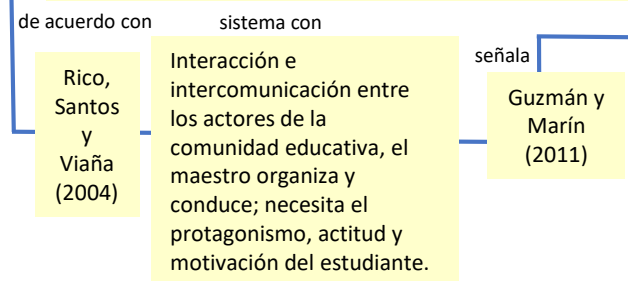 de acuerdo con
sistema con
señala
Rico,
Santos
y
Viaña
(2004)
Interacción e
intercomunicación entre
los actores de la
comunidad educativa, el
maestro organiza y
conduce; necesita el
protagonismo, actitud y
motivación del estudiante.
Guzmán y
Marín
(2011)